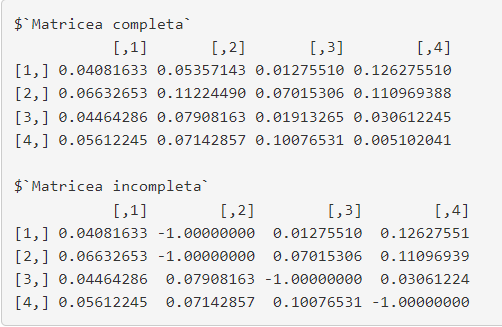 $`Matricea completa`
           [,1]       [,2]       [,3]        [,4]
[1,] 0.04081633 0.05357143 0.01275510 0.126275510
[2,] 0.06632653 0.11224490 0.07015306 0.110969388
[3,] 0.04464286 0.07908163 0.01913265 0.030612245
[4,] 0.05612245 0.07142857 0.10076531 0.005102041
$`Matricea incompleta`
           [,1]        [,2]        [,3]        [,4]
[1,] 0.04081633 -1.00000000  0.01275510  0.12627551
[2,] 0.06632653 -1.00000000  0.07015306  0.11096939
[3,] 0.04464286  0.07908163 -1.00000000  0.03061224
[4,] 0.05612245  0.07142857  0.10076531 -1.00000000